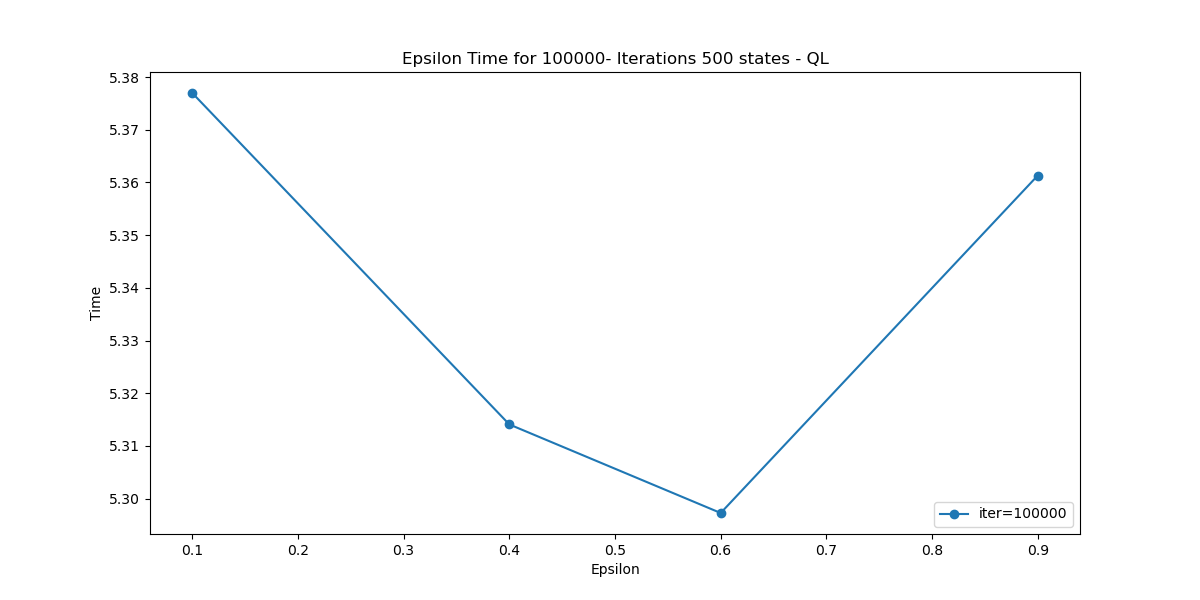 Epsilon Time for 100000- Iterations 500 states - QL
Time
5.38
5.37
5.36
5.35
5.34
5.33
5.32
5.31
5.30
iter=100000
0.1 0.2 0.3 0.4 0.5 0.6 0.7 0.8 0.9
Epsilon